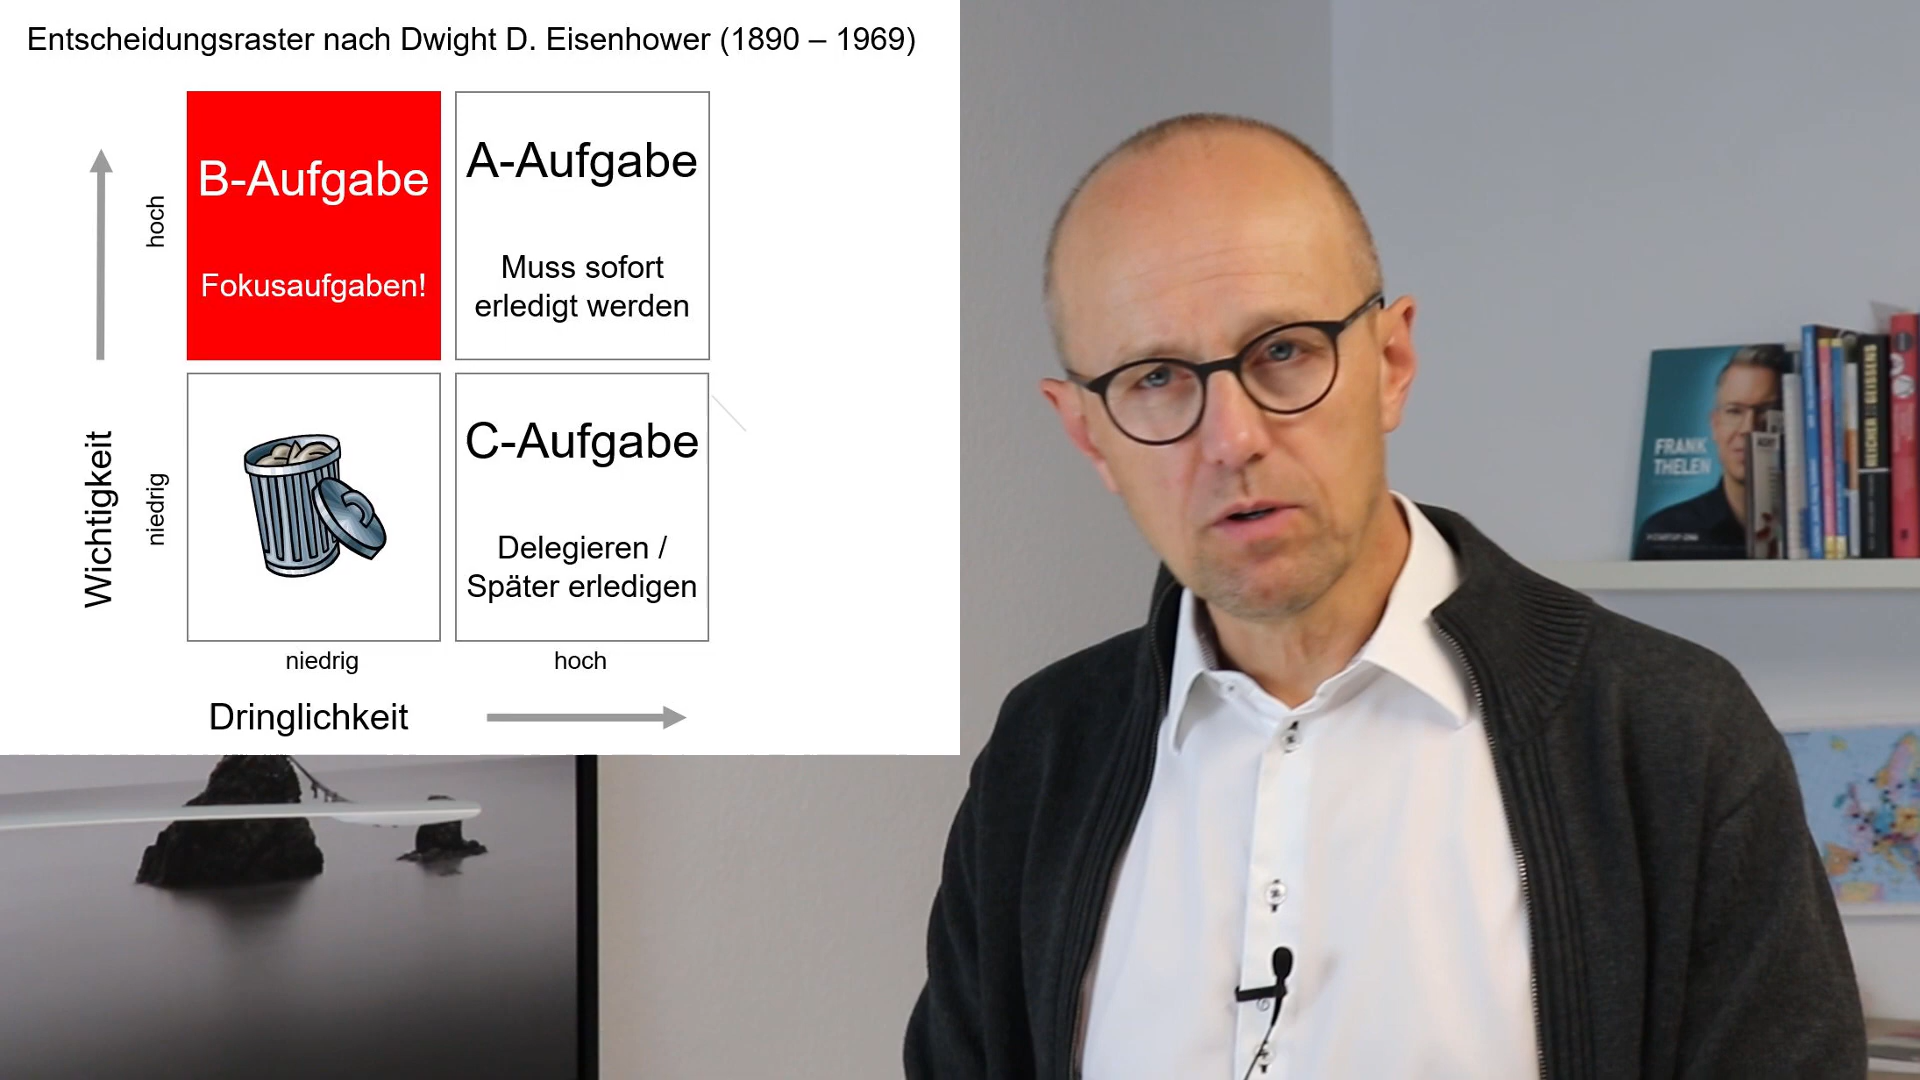 Entscheidungsraster nach Dwight D. Eisenhower (1890 – 1969)
B-Aufgabe
Fokusaufgaben!
A-Aufgabe
Muss sofort
erledigt werden
hoch
C-Aufgabe
Delegieren /
Später erledigen
niedrig
Wichtigkeit
niedrig
hoch
Dringlichkeit
FRANK
THELEN